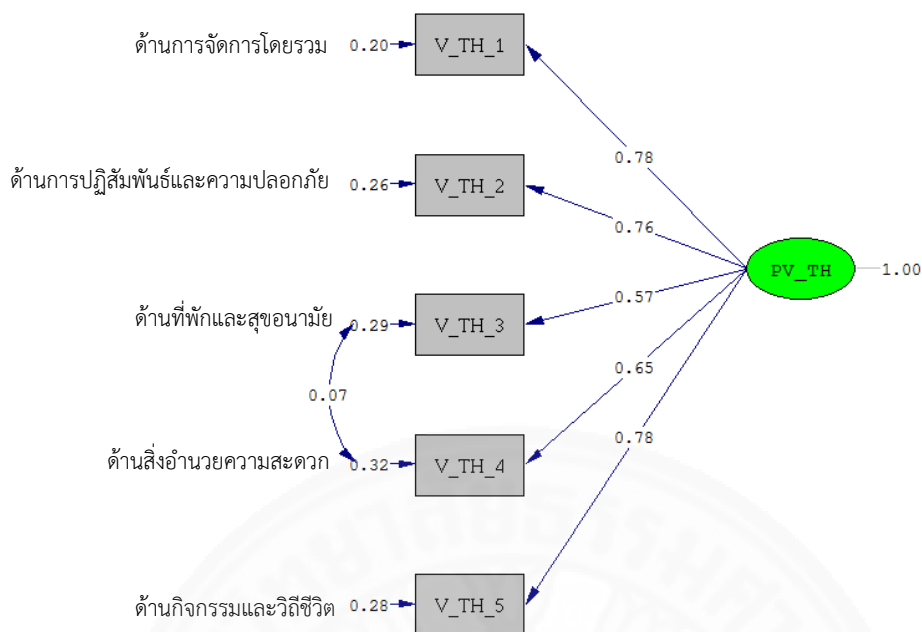 ด้านการจัดการโดยรวม 0.20 V_TH_1
0.78
ด้านการปฏิสัมพันธ์และความปลอกภัย 0.26 V_TH_2
0.76
PV_TH 1.00
0.57
ด้านที่พักและสุขอนามัย 0.29 V_TH_3
0.65
0.07
0.78
ด้านสิ่งอำนวยความสะดวก 0.32 V_TH_4
ด้านกิจกรรมและวิถีชีวิต 0.28 V_TH_5